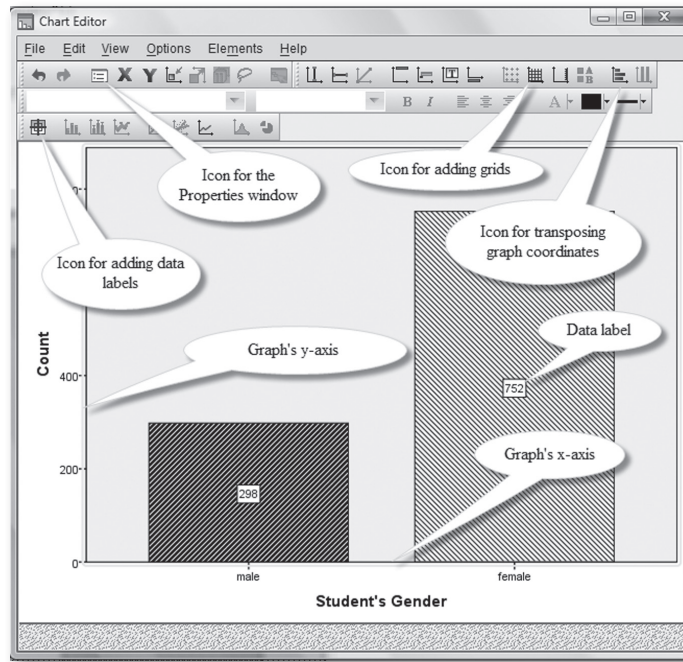 Chart Editor
File Edit View Options Elements Help
X Y
B I A
Icon for the
Properties window
Icon for adding grids
Icon for transposing
graph coordinates
Icon for adding data
labels
Data label
Graph's y-axis
Graph's x-axis
Count
400
200
0
752
298
male female
Student's Gender